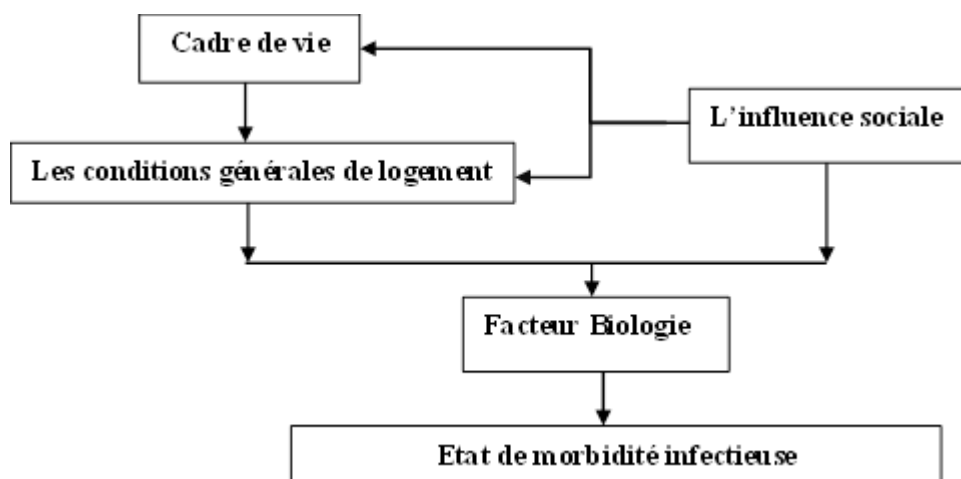 Cadre de vie
L'influence sociale
Les conditions générales de logement
Facteur Biologie
Etat de morbidité infectieuse